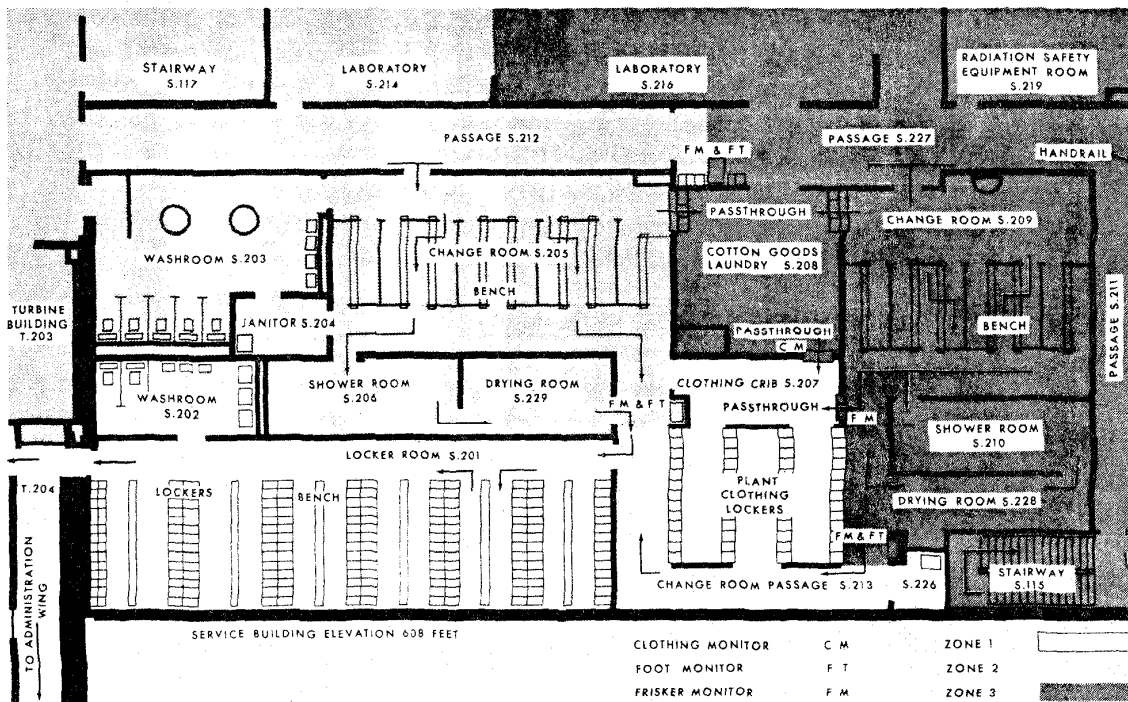 STAIRWAY
S.117
LABORATORY
S.214
LABORATORY
S.216
RADIATION SAFETY
EQUIPMENT ROOM
S.219
PASSAGE S.212
PASSAGE S.227
FM & FT
HANDRAIL
PASSTHROUGH
CHANGE ROOM S.209
WASHROOM S.203
CHANGE ROOM S.205
COTTON GOODS
LAUNDRY S.208
BENCH
PASSAGE S.211
TURBINE
BUILDING
T.203
JANITOR S.204
PASSTHROUGH
C M
BENCH
WASHROOM
S.202
SHOWER ROOM
S.206
DRYING ROOM
S.229
CLOTHING CRIB S.207
FM & FT
PASSTHROUGH
F M
SHOWER ROOM
S.210
LOCKER ROOM S.201
T.204
LOCKERS
BENCH
PLANT
CLOTHING
LOCKERS
DRYING ROOM S.228
FM & FT
CHANGE ROOM PASSAGE S.213
S.226
STAIRWAY
S.115
TO ADMINISTRATION
WING
SERVICE BUILDING ELEVATION 608 FEET
CLOTHING MONITOR C M ZONE 1
FOOT MONITOR F T ZONE 2
FRISKER MONITOR F M ZONE 3